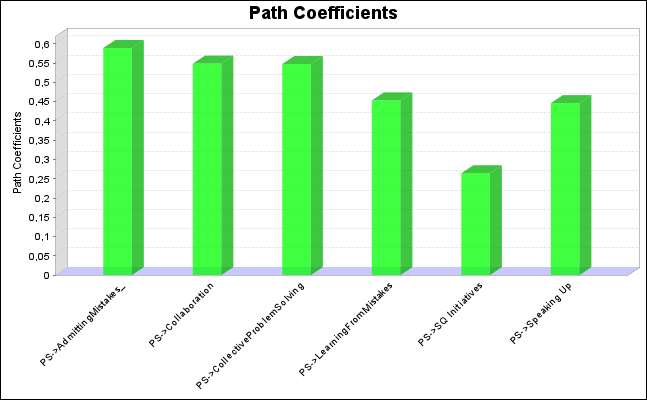 Path Coefficients
Path Coefficients
0,6
0,55
0,5
0,45
0,4
0,35
0,3
0,25
0,2
0,15
0,1
0,05
0
PS->AdmittingMistakes_
PS->Collaboration
PS->CollectiveProblemSolving
PS->LearningFromMistakes
PS->SQ Initiatives
PS->Speaking Up